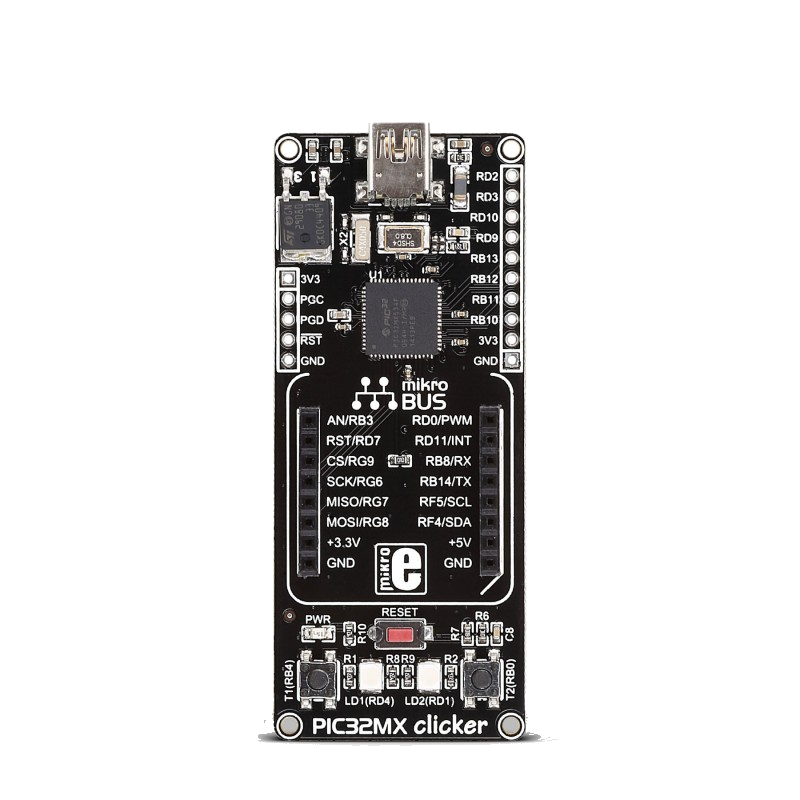 RD2
RD3
RD10
RD9
RB13
RB12
RB11
RB10
3V3
GND
X2
U1
3V3
PGC
PGD
RST
GND
mikro
BUS
AN/RB3 RD0/PWM
RST/RD7 RD11/INT
CS/RG9 RB8/RX
SCK/RG6 RB14/TX
MISO/RG7 RF5/SCL
MOSI/RG8 RF4/SDA
+3.3V +5V
GND GND
mikro e
RESET
PWR R10 R7 R6 C8
T1(RB4) R1 R8 R9 R2 T2(RB0)
LD1(RD4) LD2(RD1)
PIC32MX clicker